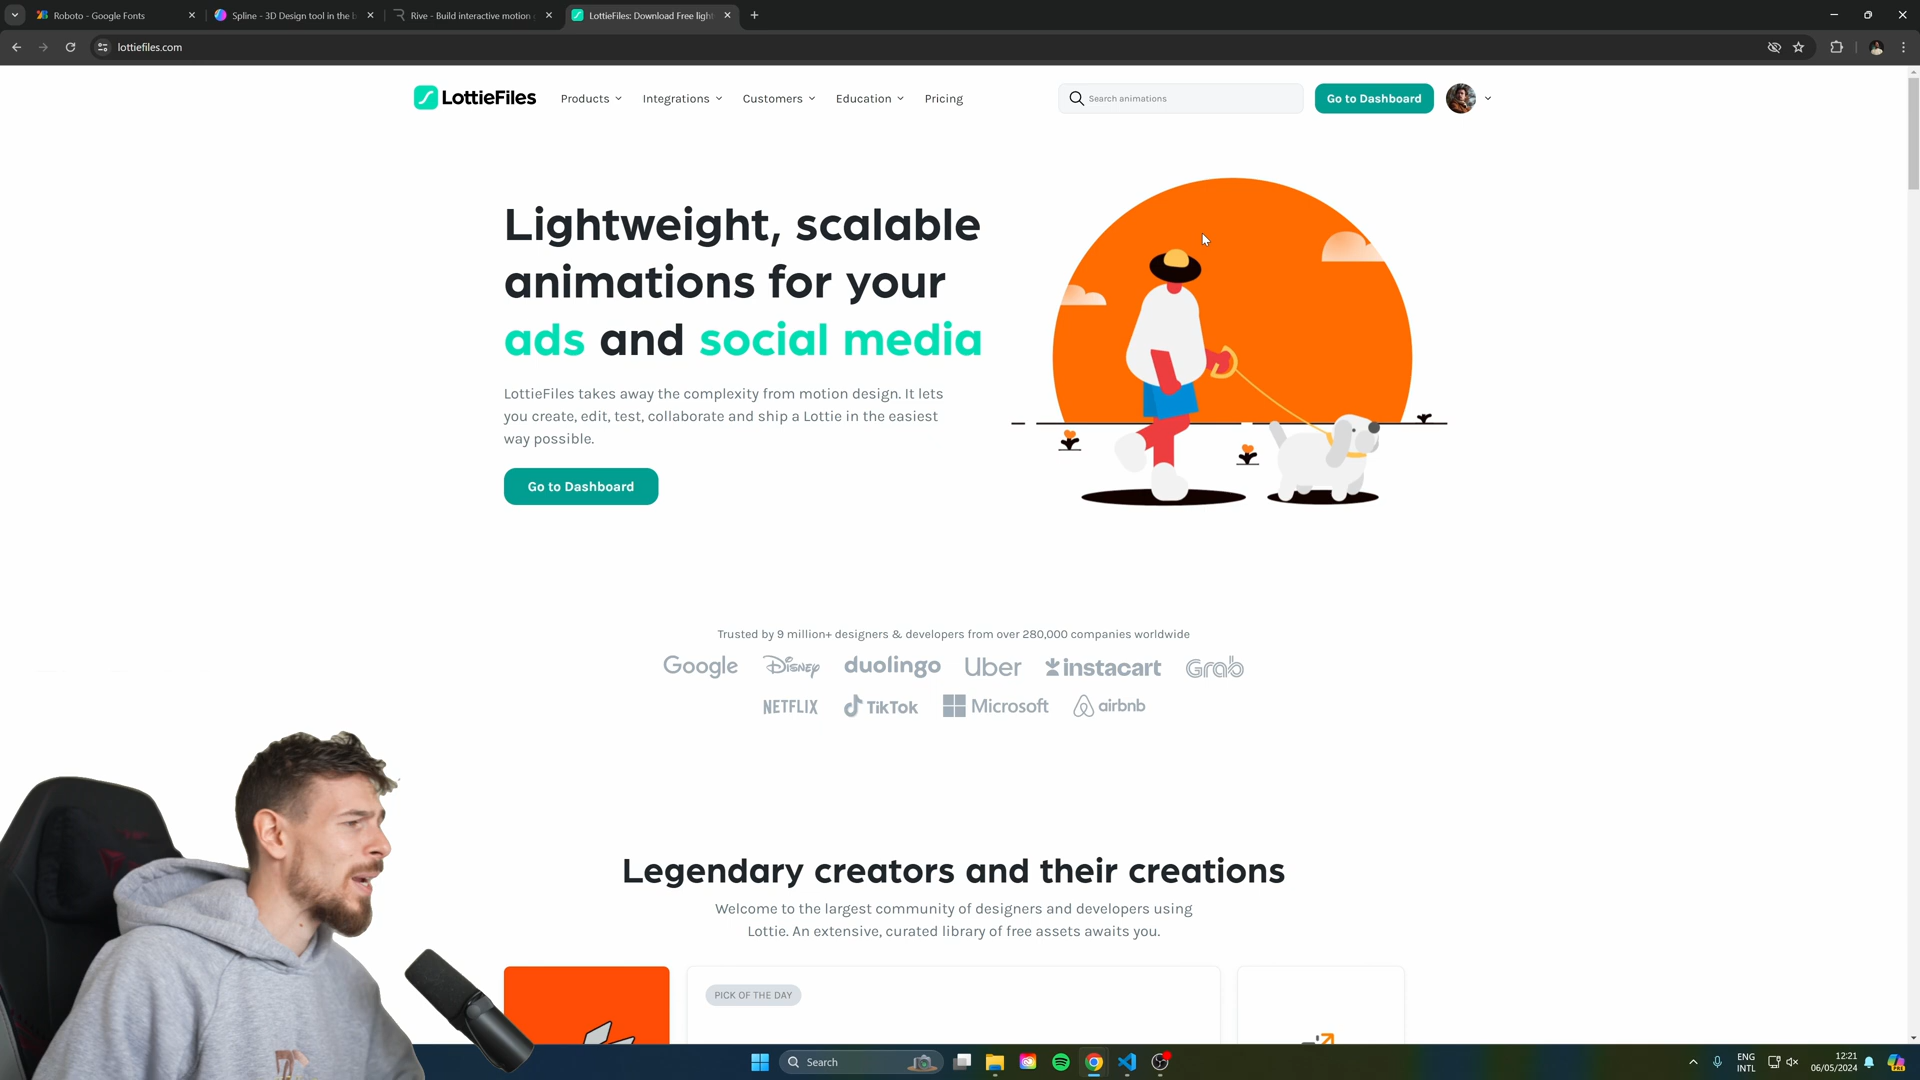 Roboto - Google Fonts
Spline - 3D Design tool in the b
Rive - Build interactive motion
LottieFiles: Download Free light
lottiefiles.com
LottieFiles
Products
Integrations
Customers
Education
Pricing
Search animations
Go to Dashboard
Lightweight, scalable
animations for your
ads and social media
LottieFiles takes away the complexity from motion design. It lets
you create, edit, test, collaborate and ship a Lottie in the easiest
way possible.
Go to Dashboard
Trusted by 9 million+ designers & developers from over 280,000 companies worldwide
Google Disney duolingo Uber instacart Grab
NETFLIX TikTok Microsoft airbnb
Legendary creators and their creations
Welcome to the largest community of designers and developers using
Lottie. An extensive, curated library of free assets awaits you.
PICK OF THE DAY
Search
ENG
INTL
12:21
06/05/2024